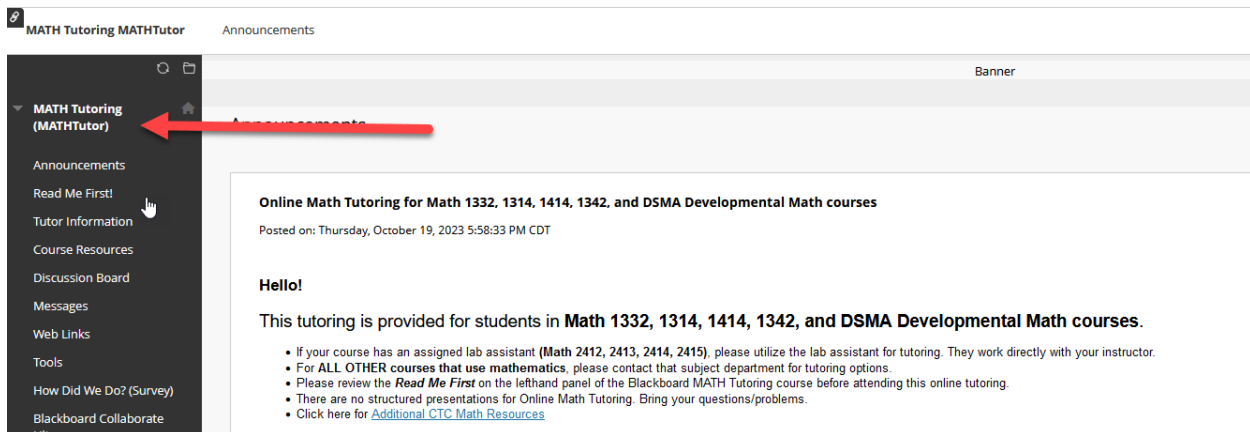 MATH Tutoring MATHTutor
Announcements
Banner
MATH Tutoring
(MATHTutor)
Announcements
Read Me First!
Tutor Information
Course Resources
Discussion Board
Messages
Web Links
Tools
How Did We Do? (Survey)
Blackboard Collaborate
Announcements
Online Math Tutoring for Math 1332, 1314, 1414, 1342, and DSMA Developmental Math courses
Posted on: Thursday, October 19, 2023 5:58:33 PM CDT
Hello!
This tutoring is provided for students in Math 1332, 1314, 1414, 1342, and DSMA Developmental Math courses.
• If your course has an assigned lab assistant (Math 2412, 2413, 2414, 2415), please utilize the lab assistant for tutoring. They work directly with your instructor.
• For ALL OTHER courses that use mathematics, please contact that subject department for tutoring options.
• Please review the Read Me First on the lefthand panel of the Blackboard MATH Tutoring course before attending this online tutoring.
• There are no structured presentations for Online Math Tutoring. Bring your questions/problems.
• Click here for Additional CTC Math Resources